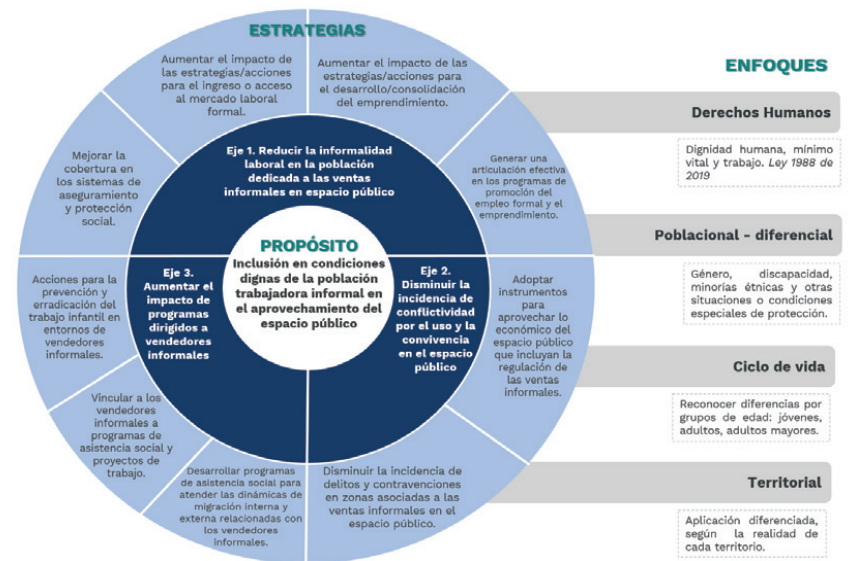 ESTRATEGIAS
Aumentar el impacto de
las estrategias/acciones
para el ingreso o acceso
al mercado laboral
formal.
Aumentar el impacto de las
estrategias/acciones para
el desarrollo/consolidación
del emprendimiento.
Generar una
articulación efectiva
en los programas de
promoción del
empleo formal y el
emprendimiento.
Adoptar
instrumentos
para
aprovechar lo
económico del
espacio público
que incluyan la
regulación de
las ventas
informales.
Disminuir la incidencia de
delitos y contravenciones
en zonas asociadas a las
ventas informales en el
espacio público.
Desarrollar programas
de asistencia social para
atender las dinámicas de
migración interna y
externa relacionadas con
los vendedores
informales.
Vincular a los
vendedores
informales a
programas de
asistencia social y
proyectos de
trabajo.
Acciones para la
prevención y
erradicación del
trabajo infantil en
entornos de
vendedores
informales.
Mejorar la
cobertura en
los sistemas de
aseguramiento
y protección
social.
Eje 1. Reducir la informalidad
laboral en la población
dedicada a las ventas
informales en espacio público
Eje 2.
Disminuir la
incidencia de
conflictividad
por el uso y la
convivencia
en el espacio
público
Eje 3.
Aumentar el
impacto de
programas
dirigidos a
vendedores
informales
PROPÓSITO
Inclusión en condiciones
dignas de la población
trabajadora informal en
el aprovechamiento del
espacio público
ENFOQUES
Derechos Humanos
Dignidad humana, mínimo
vital y trabajo. Ley 1988 de
2019
Poblacional - diferencial
Género, discapacidad,
minorías étnicas y otras
situaciones o condiciones
especiales de protección.
Ciclo de vida
Reconocer diferencias por
grupos de edad: jóvenes,
adultos, adultos mayores.
Territorial
Aplicación diferenciada,
según la realidad de
cada territorio.